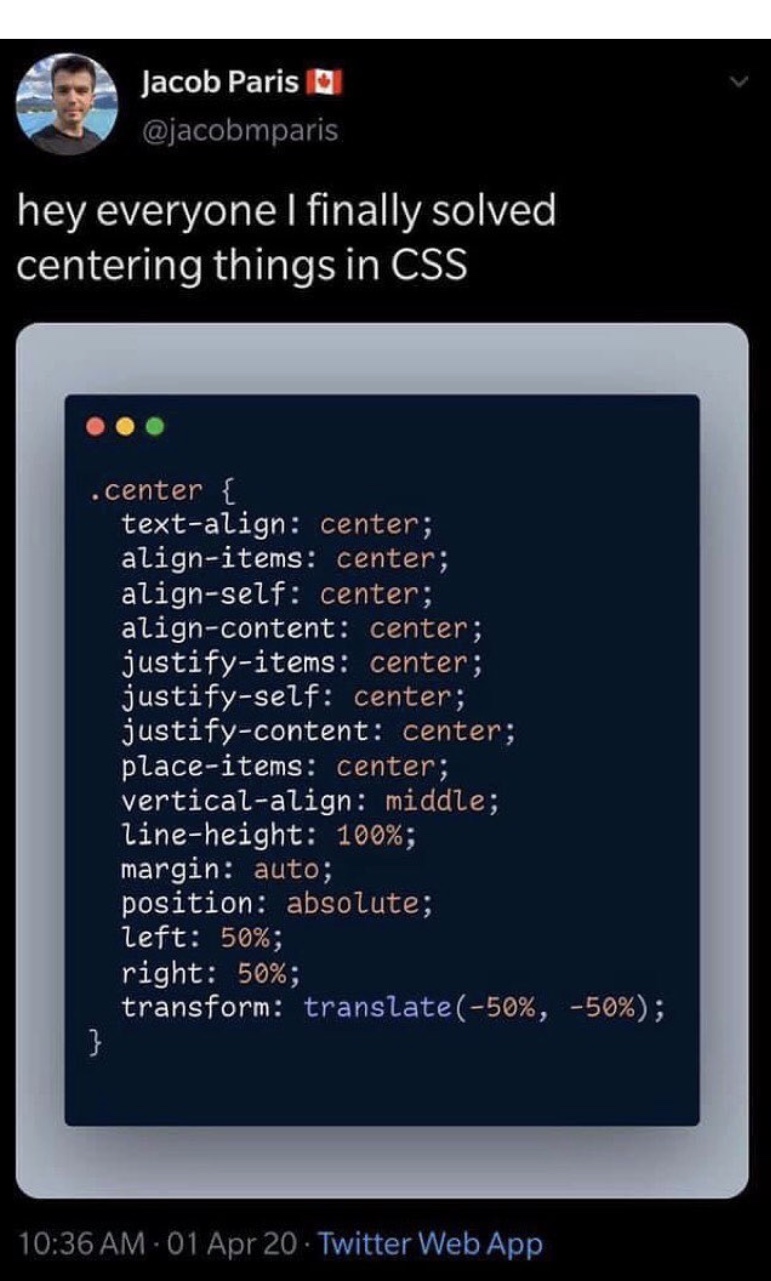 Jacob Paris 🇨🇦
@jacobmparis
hey everyone I finally solved
centering things in CSS
.center {
  text-align: center;
  align-items: center;
  align-self: center;
  align-content: center;
  justify-items: center;
  justify-self: center;
  justify-content: center;
  place-items: center;
  vertical-align: middle;
  line-height: 100%;
  margin: auto;
  position: absolute;
  left: 50%;
  right: 50%;
  transform: translate(-50%, -50%);
}
10:36 AM · 01 Apr 20 · Twitter Web App